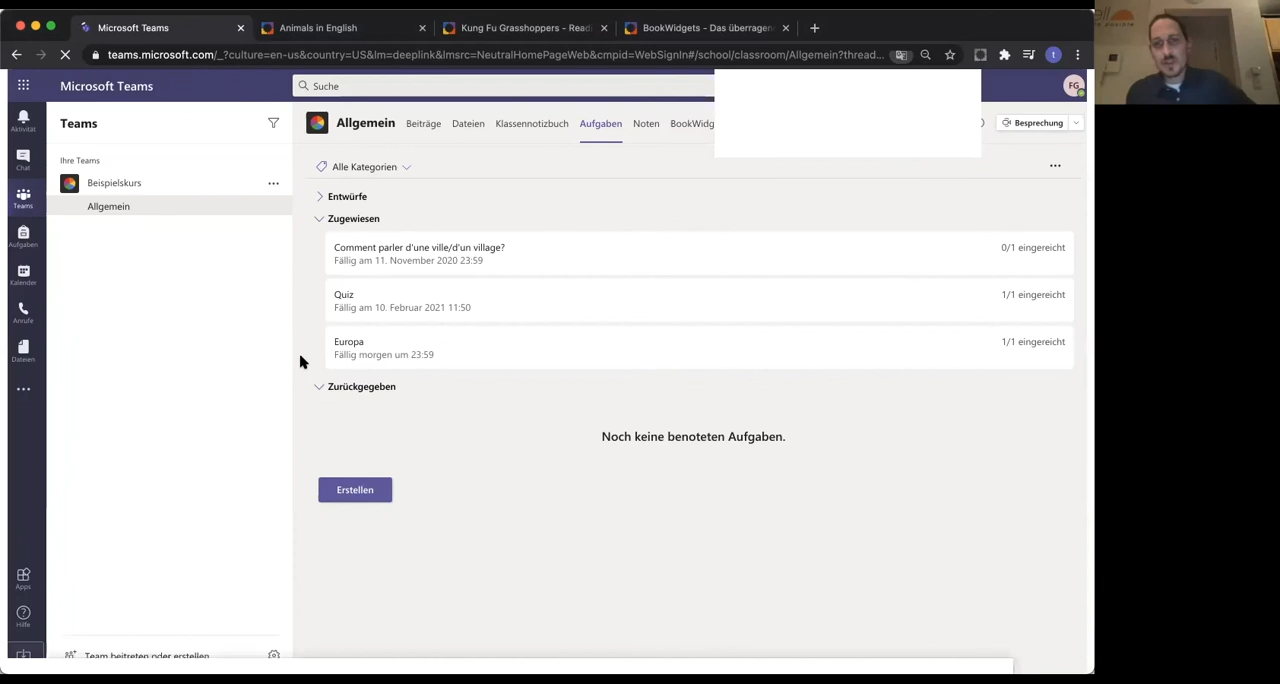 Microsoft Teams
Animals in English
Kung Fu Grasshoppers - Readi
BookWidgets - Das überragen
teams.microsoft.com/_?culture=en-us&country=US&lm=deeplink&lmsrc=NeutralHomePageWeb&cmpid=WebSignIn#/school/classroom/Allgemein?thread...
t
Microsoft Teams
Suche
FG
Aktivität
Chat
Teams
Aufgaben
Kalender
Anrufe
Dateien
Apps
Hilfe
Teams
Ihre Teams
Beispielskurs
Allgemein
Team beitreten oder erstellen
Allgemein
Beiträge
Dateien
Klassennotizbuch
Aufgaben
Noten
BookWidg
Besprechung
Alle Kategorien
Entwürfe
Zugewiesen
Comment parler d'une ville/d'un village?
0/1 eingereicht
Fällig am 11. November 2020 23:59
Quiz
1/1 eingereicht
Fällig am 10. Februar 2021 11:50
Europa
1/1 eingereicht
Fällig morgen um 23:59
Zurückgegeben
Noch keine benoteten Aufgaben.
Erstellen